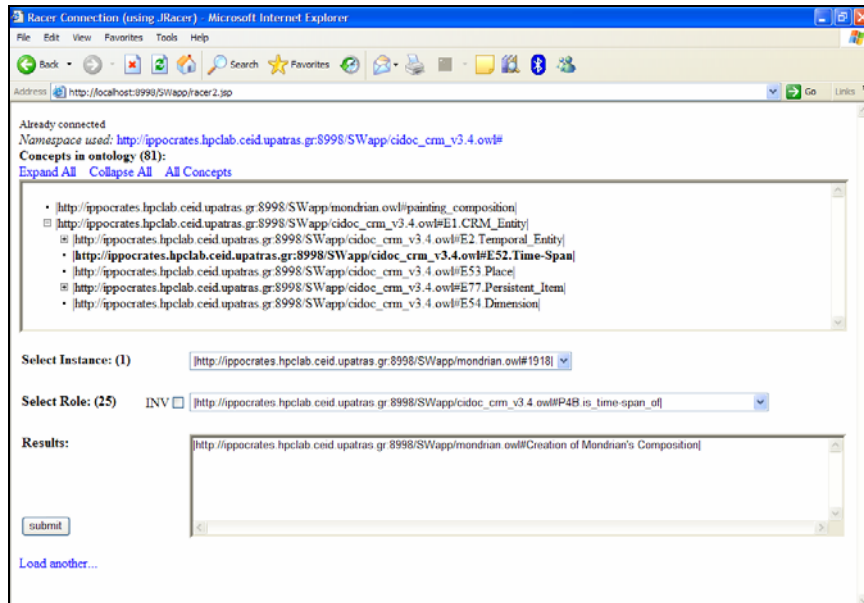 Racer Connection (using JRacer) - Microsoft Internet Explorer
File Edit View Favorites Tools Help
Back Search Favorites
Address http://localhost:8998/SWapp/racer2.jsp Go Links
Already connected
Namespace used: http://ippocrates.hpclab.ceid.upatras.gr:8998/SWapp/cidoc_crm_v3.4.owl#
Concepts in ontology (81):
Expand All Collapse All All Concepts
|http://ippocrates.hpclab.ceid.upatras.gr:8998/SWapp/mondrian.owl#painting_composition|
|http://ippocrates.hpclab.ceid.upatras.gr:8998/SWapp/cidoc_crm_v3.4.owl#E1.CRM_Entity|
|http://ippocrates.hpclab.ceid.upatras.gr:8998/SWapp/cidoc_crm_v3.4.owl#E2.Temporal_Entity|
|http://ippocrates.hpclab.ceid.upatras.gr:8998/SWapp/cidoc_crm_v3.4.owl#E52.Time-Span|
|http://ippocrates.hpclab.ceid.upatras.gr:8998/SWapp/cidoc_crm_v3.4.owl#E53.Place|
|http://ippocrates.hpclab.ceid.upatras.gr:8998/SWapp/cidoc_crm_v3.4.owl#E77.Persistent_Item|
|http://ippocrates.hpclab.ceid.upatras.gr:8998/SWapp/cidoc_crm_v3.4.owl#E54.Dimension|
Select Instance: (1) |http://ippocrates.hpclab.ceid.upatras.gr:8998/SWapp/mondrian.owl#1918|
Select Role: (25) INV |http://ippocrates.hpclab.ceid.upatras.gr:8998/SWapp/cidoc_crm_v3.4.owl#P4B.is_time-span_of|
Results: |http://ippocrates.hpclab.ceid.upatras.gr:8998/SWapp/mondrian.owl#Creation of Mondrian's Composition|
submit
Load another...